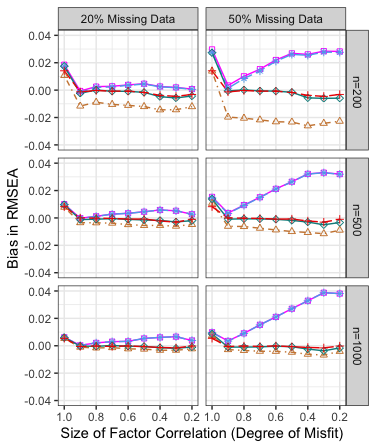 20% Missing Data 50% Missing Data
0.04
0.02
0.00
-0.02
-0.04
n=200
0.04
0.02
0.00
-0.02
-0.04
n=500
0.04
0.02
0.00
-0.02
-0.04
n=1000
Bias in RMSEA
1.0 0.8 0.6 0.4 0.2 1.0 0.8 0.6 0.4 0.2
Size of Factor Correlation (Degree of Misfit)